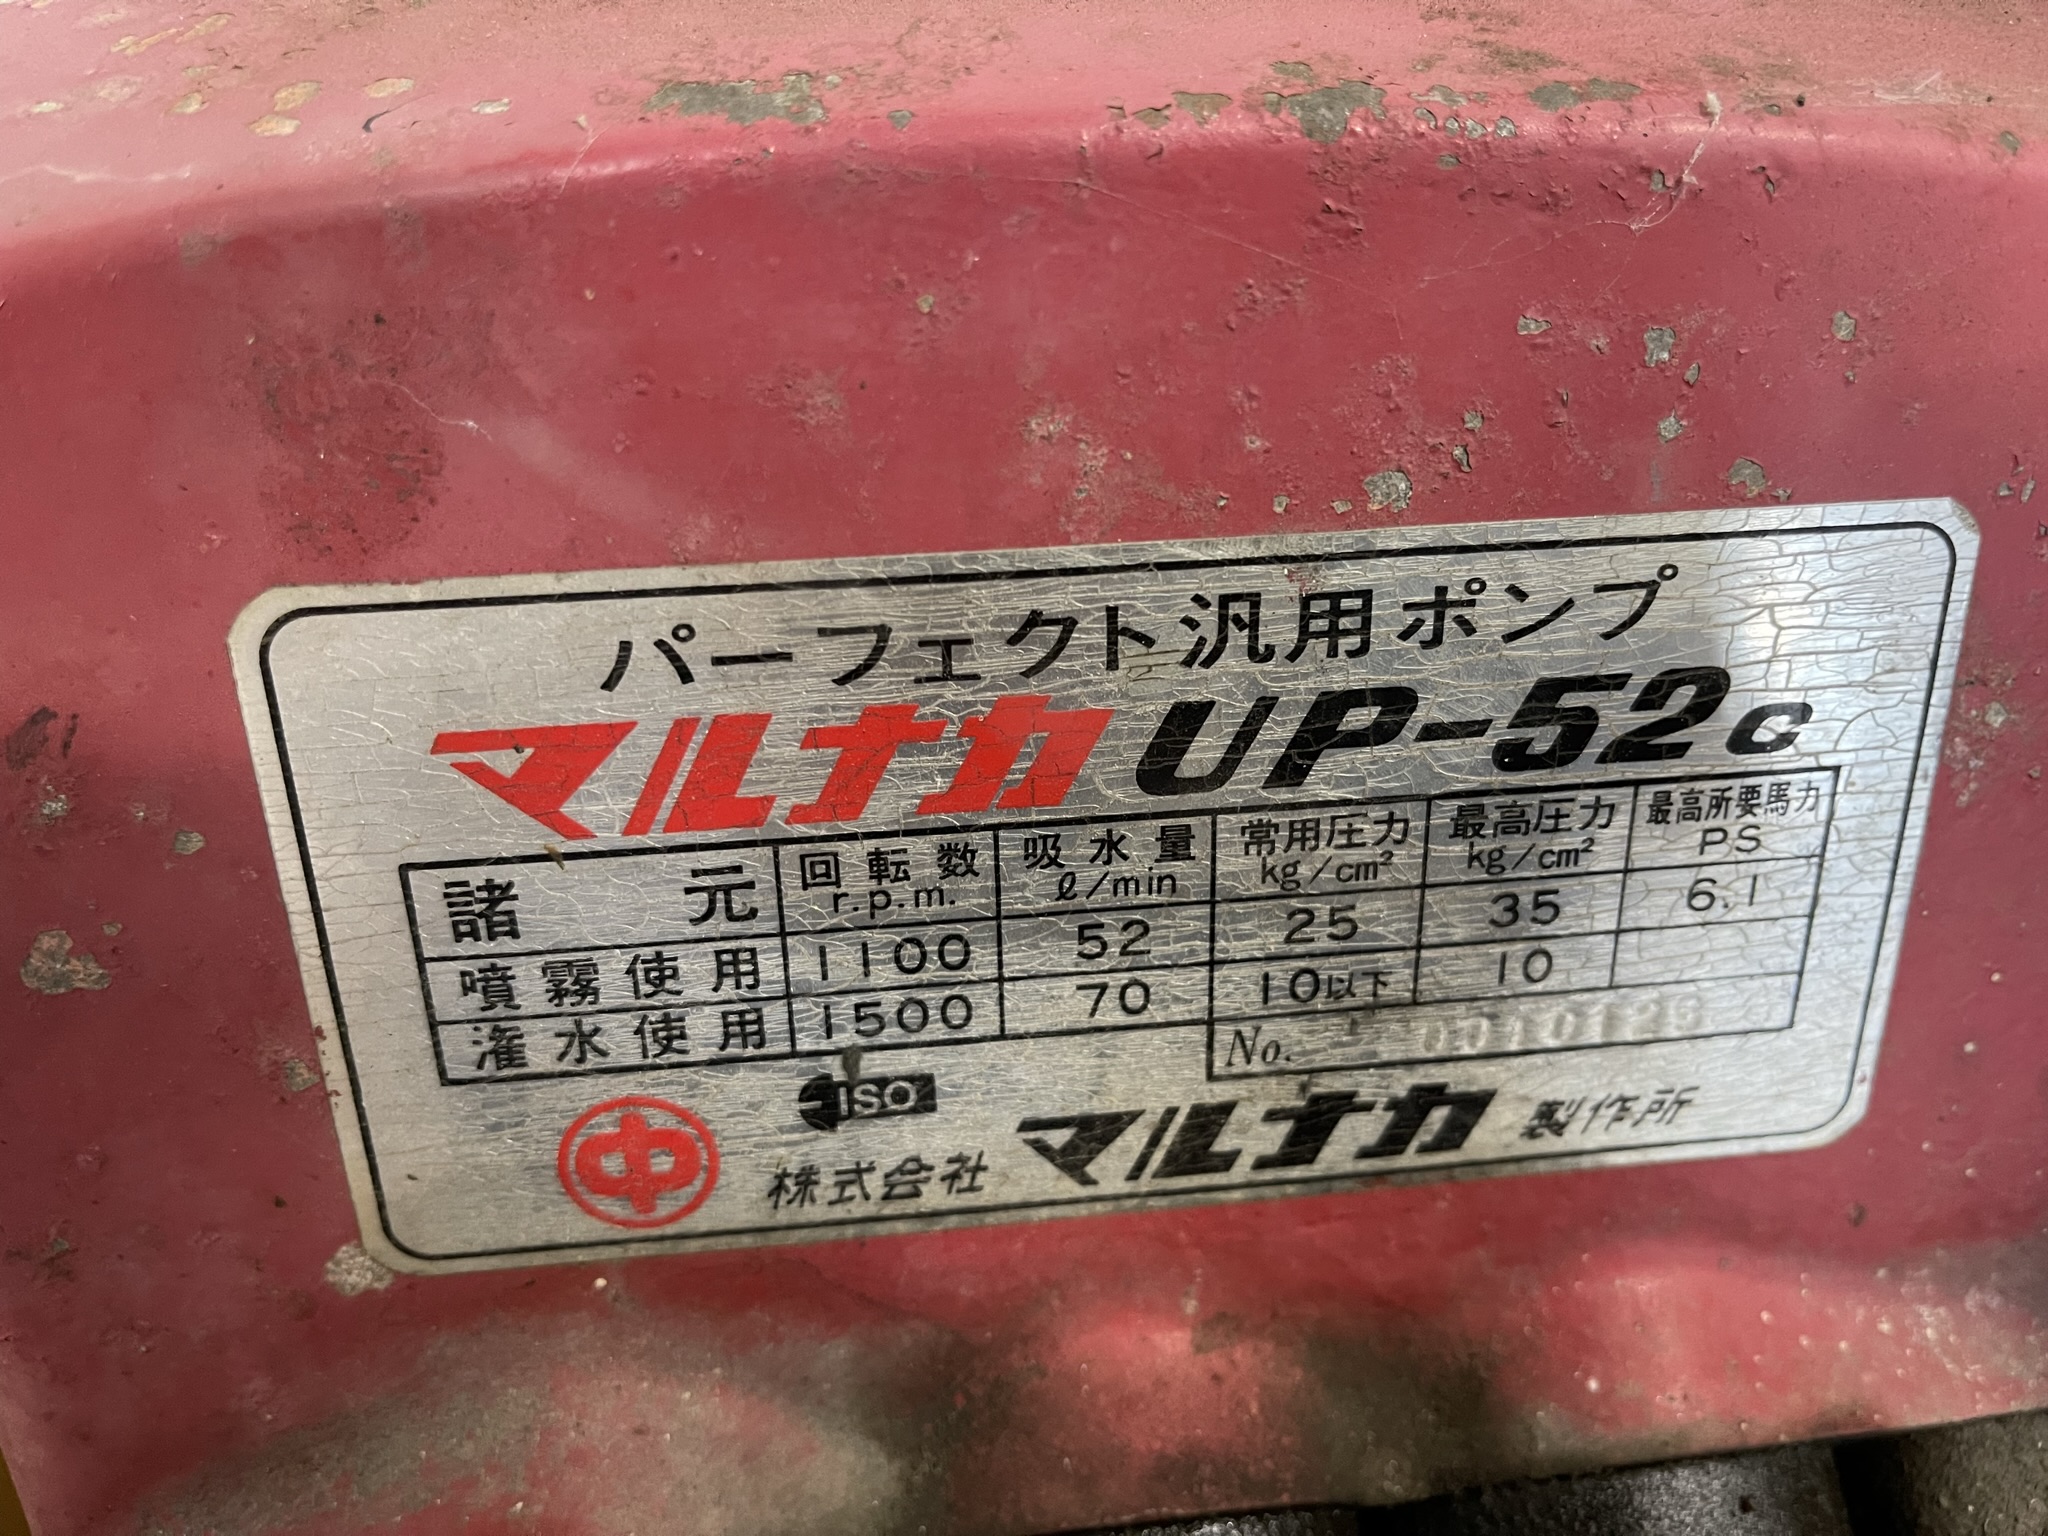 パーフェクト汎用ポンプ
マルナカ UP-52c
諸元 回転数 r.p.m. 吸水量 ℓ/min 常用圧力 kg/cm² 最高圧力 kg/cm² 最高所要馬力 PS
噴霧使用 1100 52 25 35 6.1
灌水使用 1500 70 10以下 10
No.
ISO
中 株式会社 マルナカ 製作所